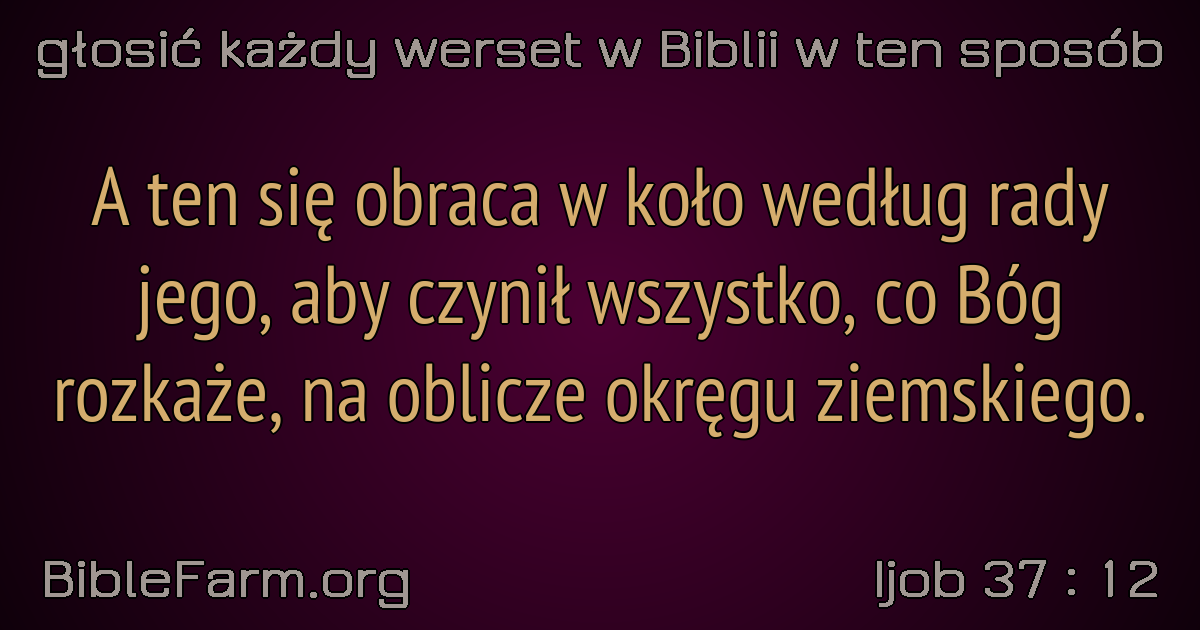 głosić każdy werset w Biblii w ten sposób
A ten się obraca w koło według rady
jego, aby czynił wszystko, co Bóg
rozkaże, na oblicze okręgu ziemskiego.
BibleFarm.org
Ijob 37 : 12